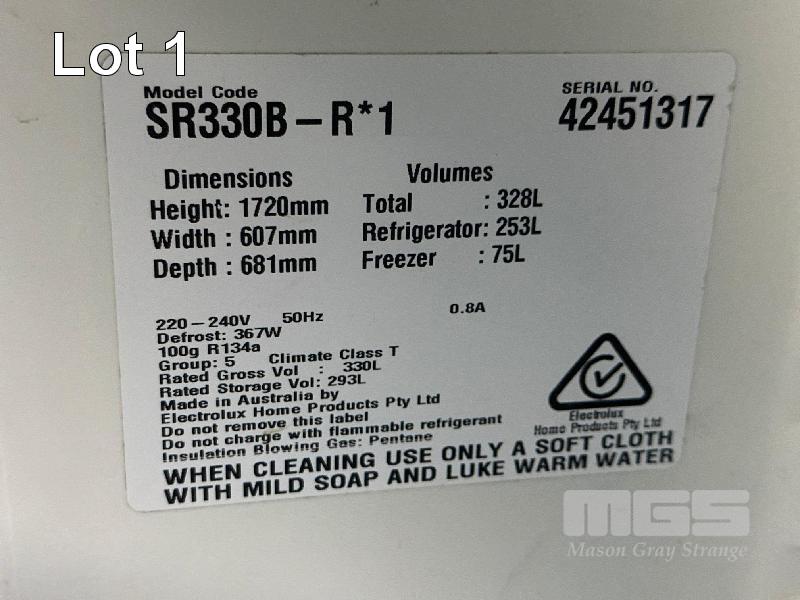 Lot 1
Model Code
SR330B – R*1
SERIAL NO.
42451317
Dimensions
Height: 1720mm
Width : 607mm
Depth : 681mm
Volumes
Total : 328L
Refrigerator: 253L
Freezer : 75L
220 – 240V 50Hz 0.8A
Defrost: 367W
100g R134a
Group: 5 Climate Class T
Rated Gross Vol : 330L
Rated Storage Vol: 293L
Made in Australia by
Electrolux Home Products Pty Ltd
Do not remove this label
Do not charge with flammable refrigerant
Insulation Blowing Gas: Pentane
Electrolux
Home Products Pty Ltd
WHEN CLEANING USE ONLY A SOFT CLOTH
WITH MILD SOAP AND LUKE WARM WATER
MGS
Mason Gray Strange